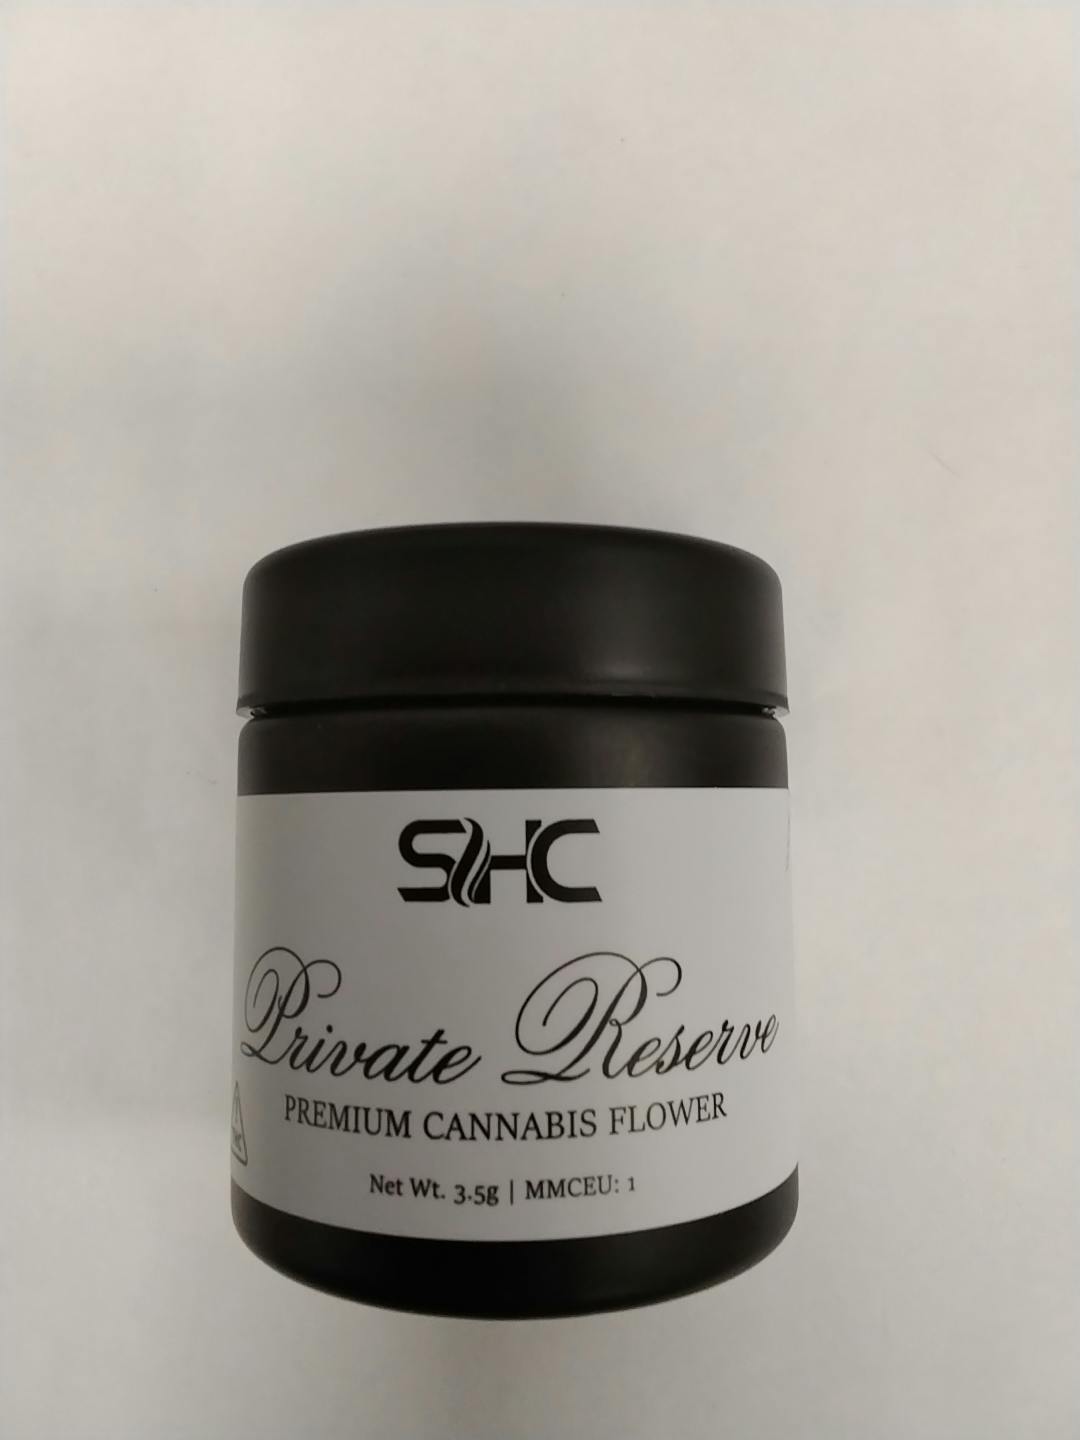 SHC
Private Reserve
PREMIUM CANNABIS FLOWER
Net Wt. 3.5g | MMCEU: 1